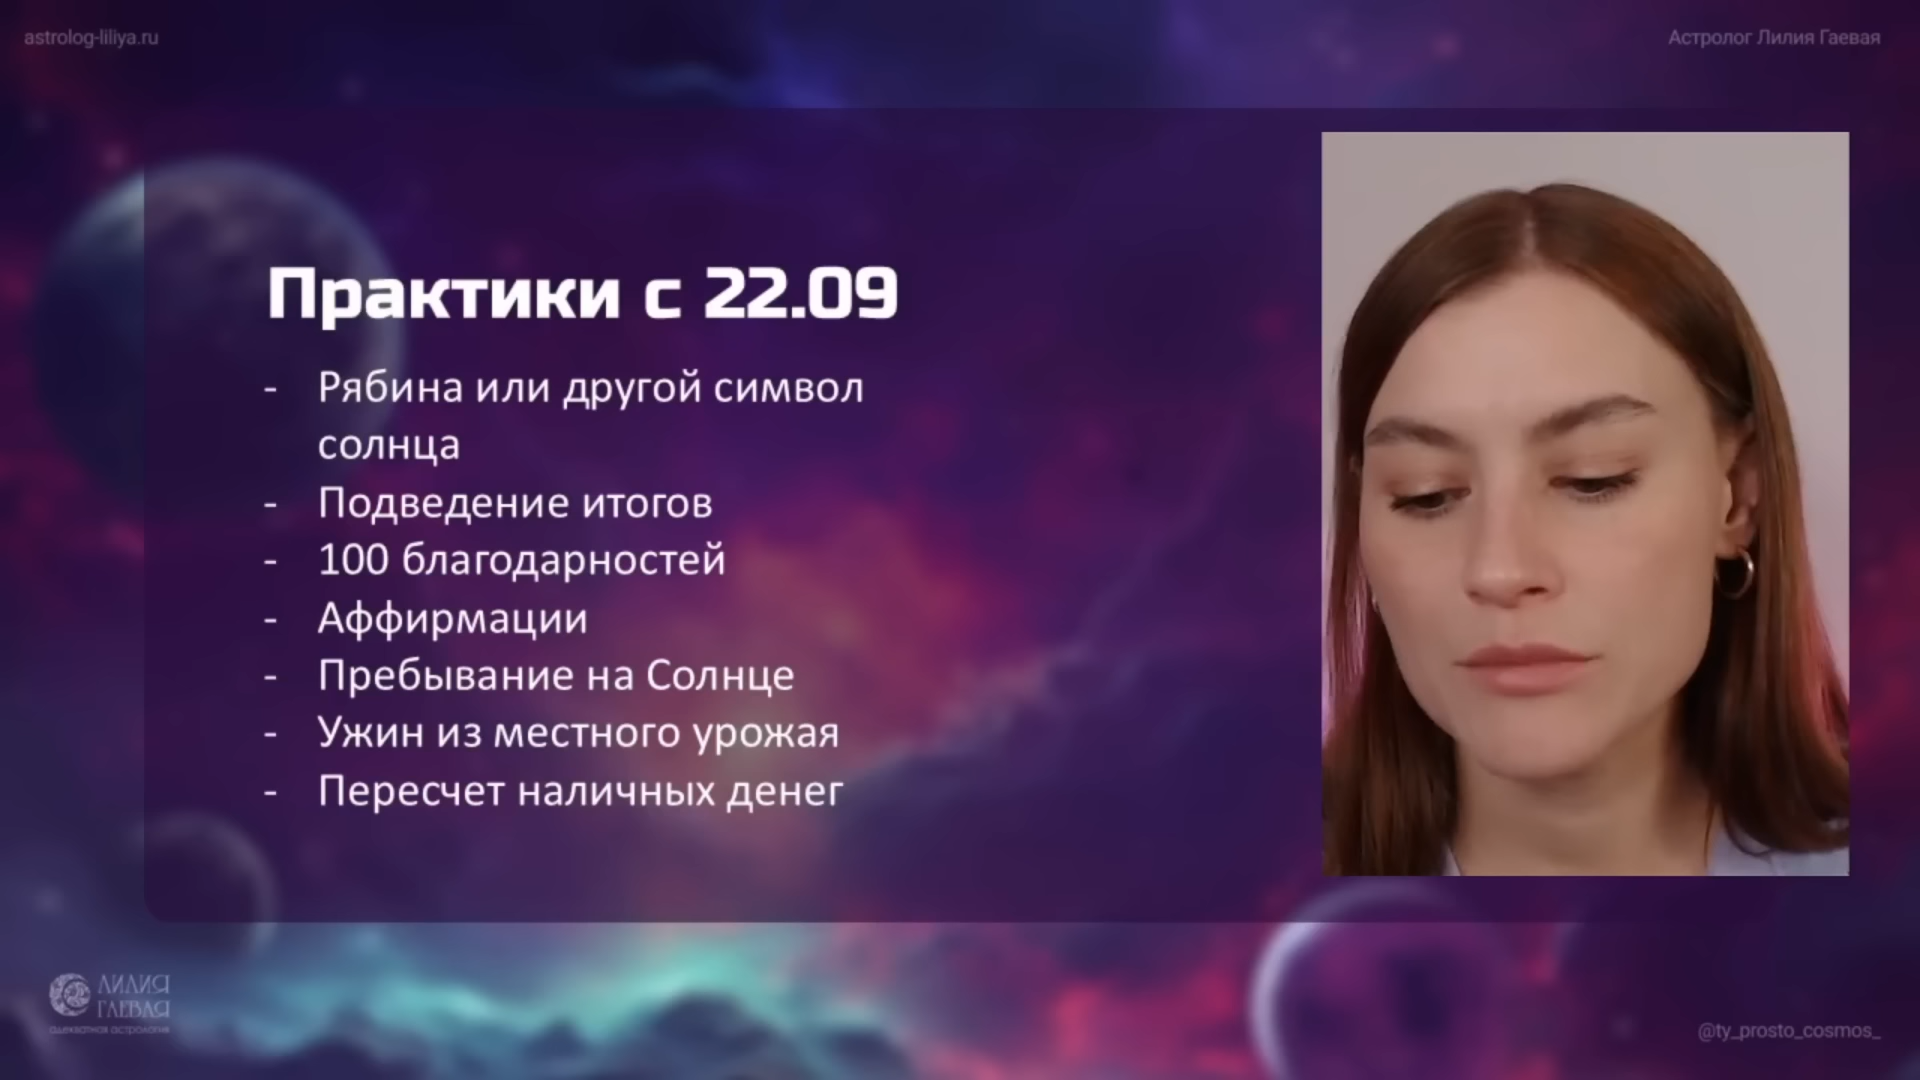 astrolog-liliya.ru
Астролог Лилия Гаевая
Практики с 22.09
- Рябина или другой символ
солнца
- Подведение итогов
- 100 благодарностей
- Аффирмации
- Пребывание на Солнце
- Ужин из местного урожая
- Пересчет наличных денег
ЛИЛИЯ
ГАЕВАЯ
адекватная астрология
@ty_prosto_cosmos_